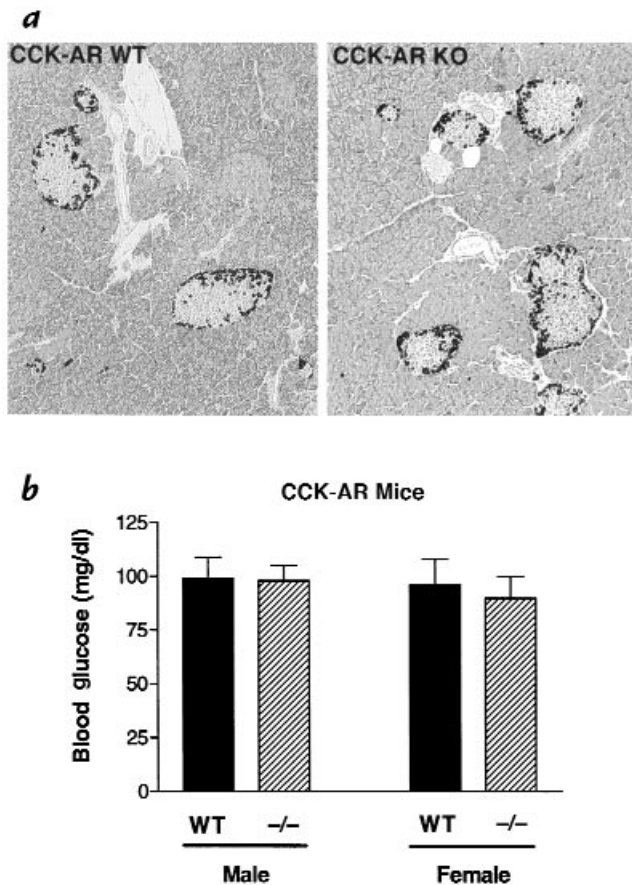 a
CCK-AR WT
CCK-AR KO
b
CCK-AR Mice
Blood glucose (mg/dl)
125
100
75
50
25
0
WT
–/–
WT
–/–
Male
Female